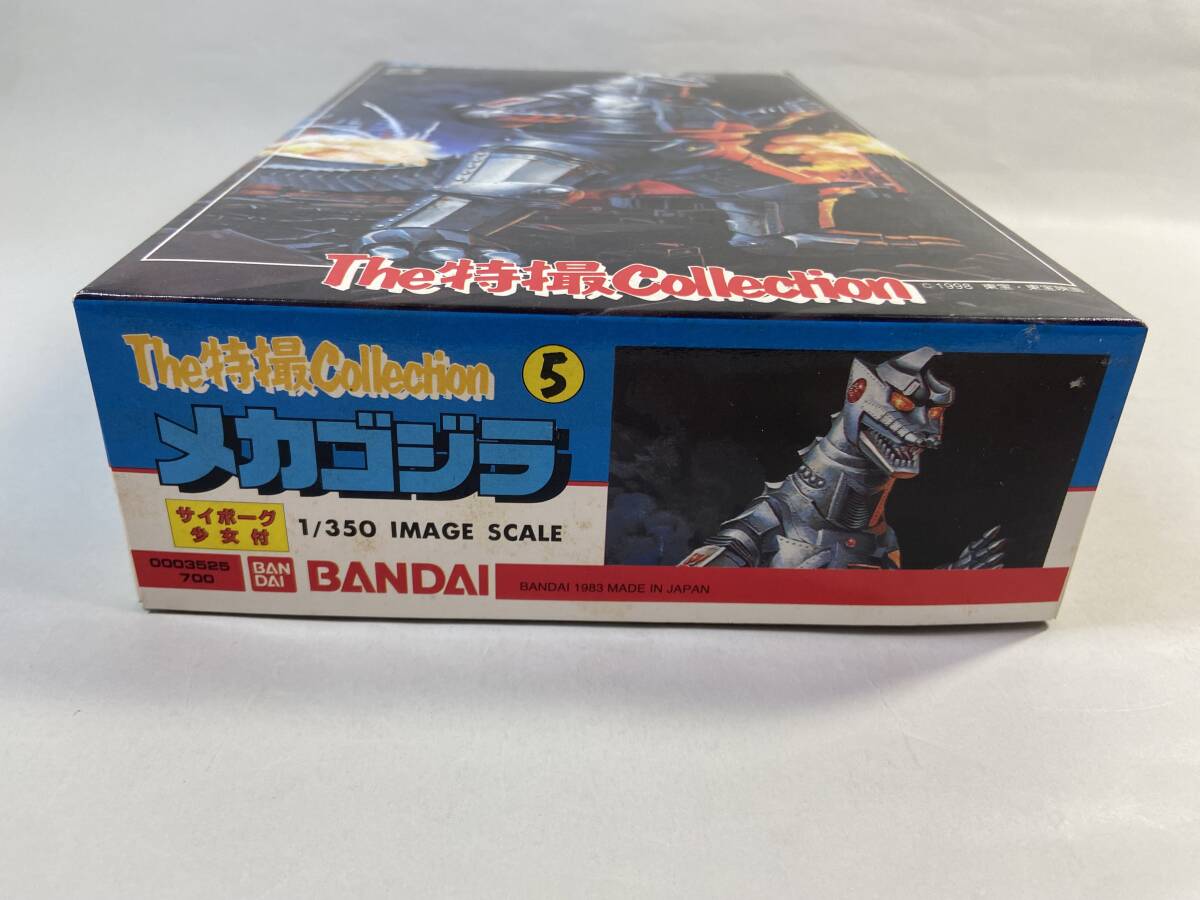 The特撮Collection
© 1998 東宝・東宝映画
The特撮Collection 5
メカゴジラ
サイボーグ
少女付
1/350 IMAGE SCALE
0003525
700
BAN
DAI
BANDAI
BANDAI 1983 MADE IN JAPAN